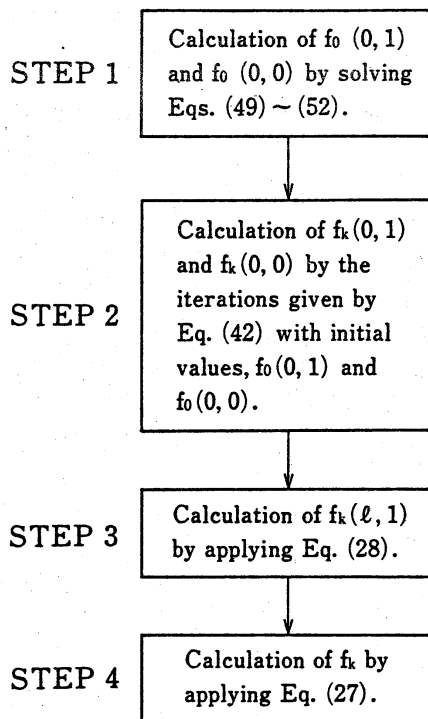 STEP 1
Calculation of f₀ (0, 1)
and f₀ (0, 0) by solving
Eqs. (49) ~ (52).
STEP 2
Calculation of fₖ(0, 1)
and fₖ(0, 0) by the
iterations given by
Eq. (42) with initial
values, f₀(0, 1) and
f₀(0, 0).
STEP 3
Calculation of fₖ(ℓ, 1)
by applying Eq. (28).
STEP 4
Calculation of fₖ by
applying Eq. (27).